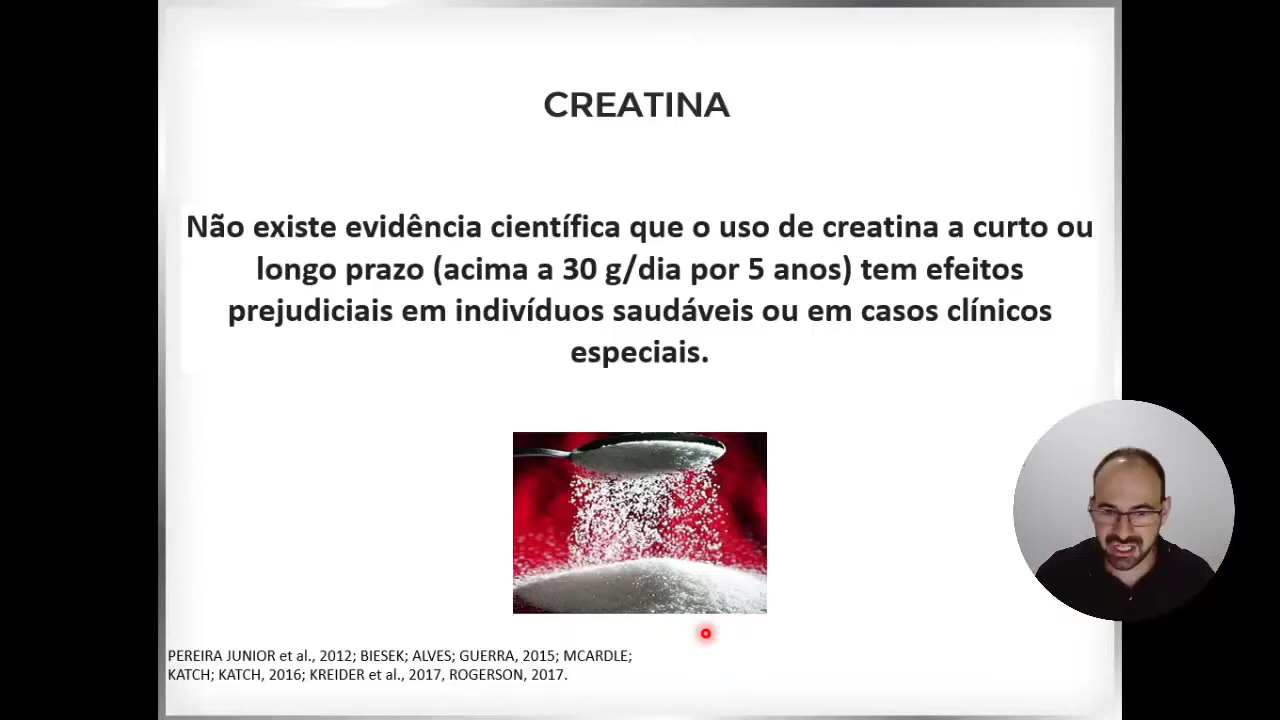 CREATINA
Não existe evidência científica que o uso de creatina a curto ou
longo prazo (acima a 30 g/dia por 5 anos) tem efeitos
prejudiciais em indivíduos saudáveis ou em casos clínicos
especiais.
PEREIRA JUNIOR et al., 2012; BIESEK; ALVES; GUERRA, 2015; MCARDLE;
KATCH; KATCH, 2016; KREIDER et al., 2017, ROGERSON, 2017.